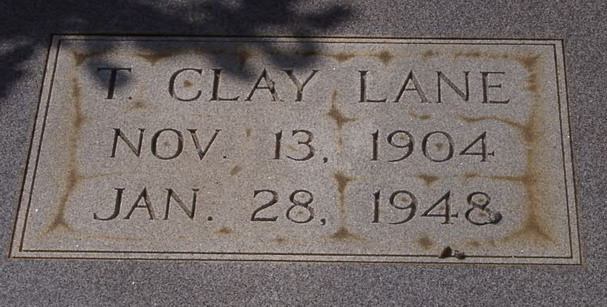 T. CLAY LANE
NOV. 13, 1904
JAN. 28, 1948